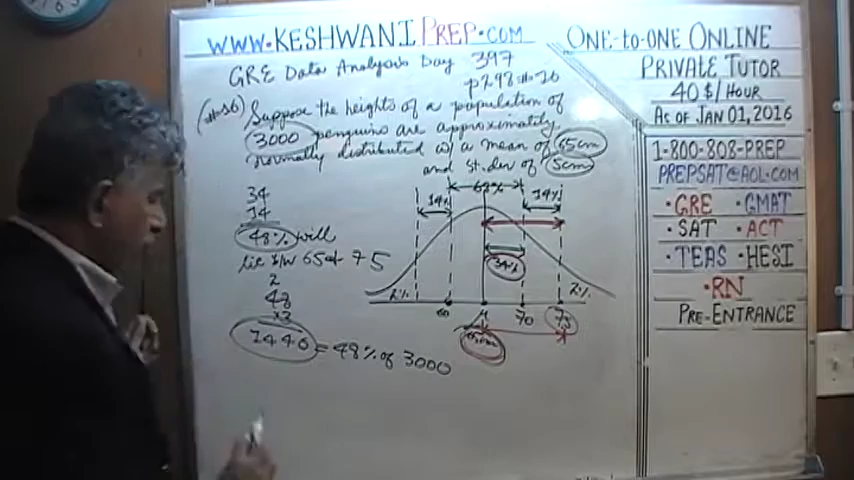 WWW.KESHWANIPREP.COM
GRE Data Analysis Day 397
p298 #26
Suppose the heights of a population of
3000 penguins are approximately
normally distributed w/ a mean of 65cm
and st.dev of 5cm
34
14
48% will
lie b/w 65 & 75
2
48
x3
1440 = 48% of 3000
14%
68%
14%
34%
2%
2%
60
70
75
ONE-to-ONE ONLINE
PRIVATE TUTOR
40 $/HOUR
AS OF JAN 01, 2016
1-800-808-PREP
PREPSAT@AOL.COM
•GRE •GMAT
•SAT •ACT
•TEAS •HESI
•RN
PRE-ENTRANCE